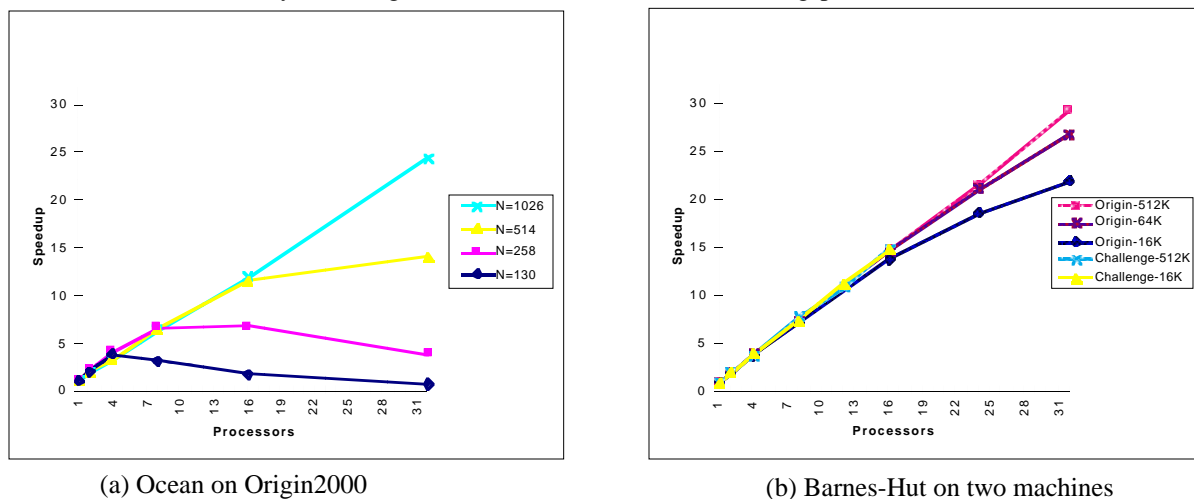 30
25
20
15
10
5
0
Speedup
1
4
7
10
13
16
19
22
25
28
31
Processors
N=1026
N=514
N=258
N=130
(a) Ocean on Origin2000
30
25
20
15
10
5
0
Speedup
1
4
7
10
13
16
19
22
25
28
31
Processors
Origin-512K
Origin-64K
Origin-16K
Challenge-512K
Challenge-16K
(b) Barnes-Hut on two machines